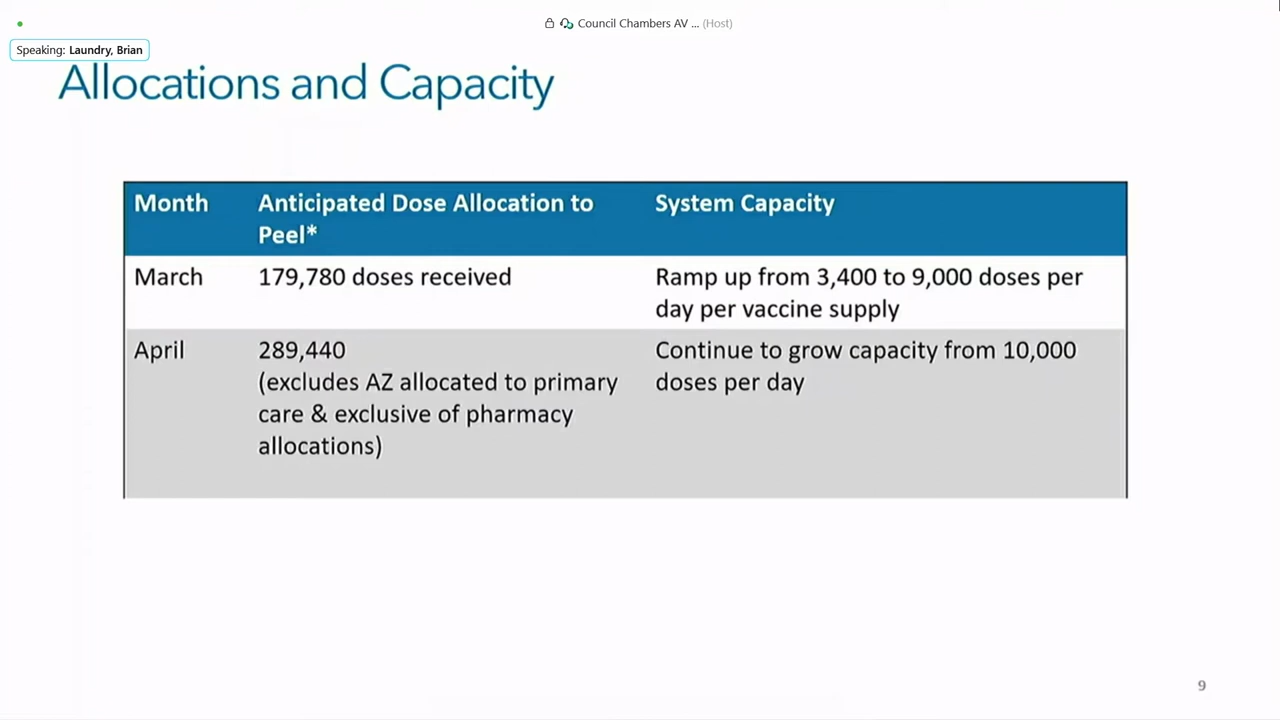 Council Chambers AV ... (Host)
Speaking: Laundry, Brian
Allocations and Capacity
Month
Anticipated Dose Allocation to
Peel*
System Capacity
March
179,780 doses received
Ramp up from 3,400 to 9,000 doses per
day per vaccine supply
April
289,440
(excludes AZ allocated to primary
care & exclusive of pharmacy
allocations)
Continue to grow capacity from 10,000
doses per day
9